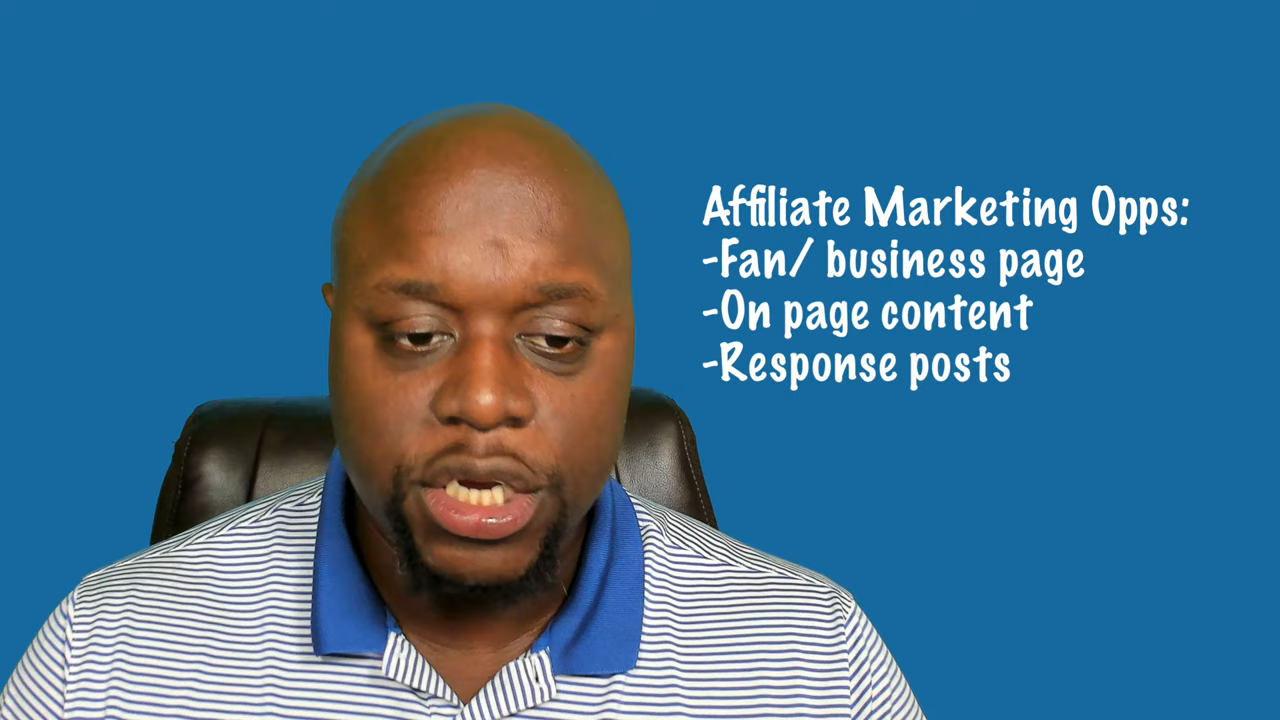 Affiliate Marketing Opps:
-Fan/ business page
-On page content
-Response posts